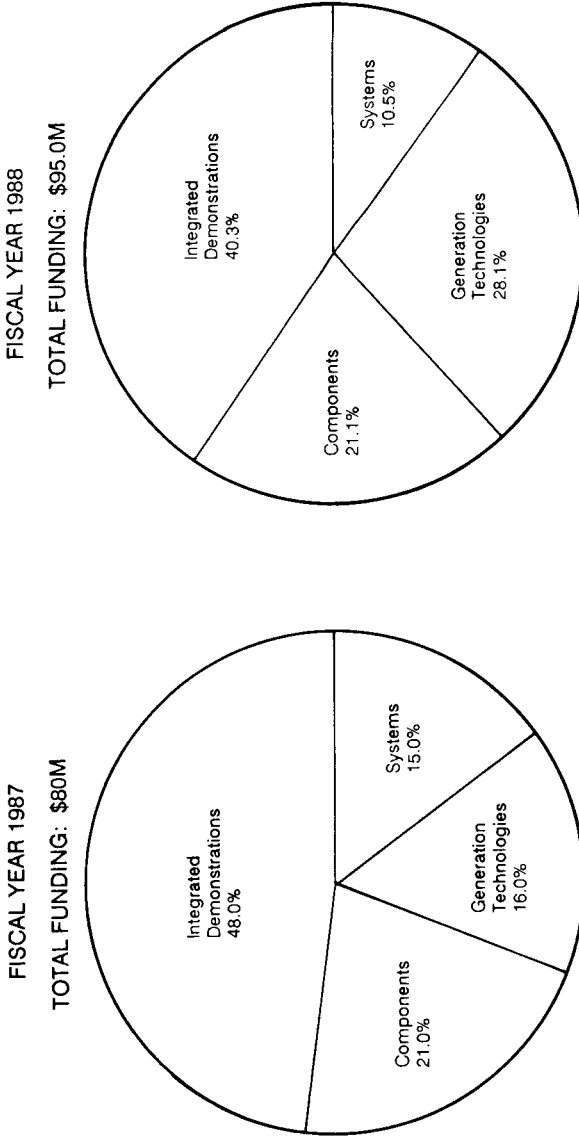 FISCAL YEAR 1987
TOTAL FUNDING: $80M
Integrated
Demonstrations
48.0%
Systems
15.0%
Generation
Technologies
16.0%
Components
21.0%
FISCAL YEAR 1988
TOTAL FUNDING: $95.0M
Integrated
Demonstrations
40.3%
Systems
10.5%
Generation
Technologies
28.1%
Components
21.1%